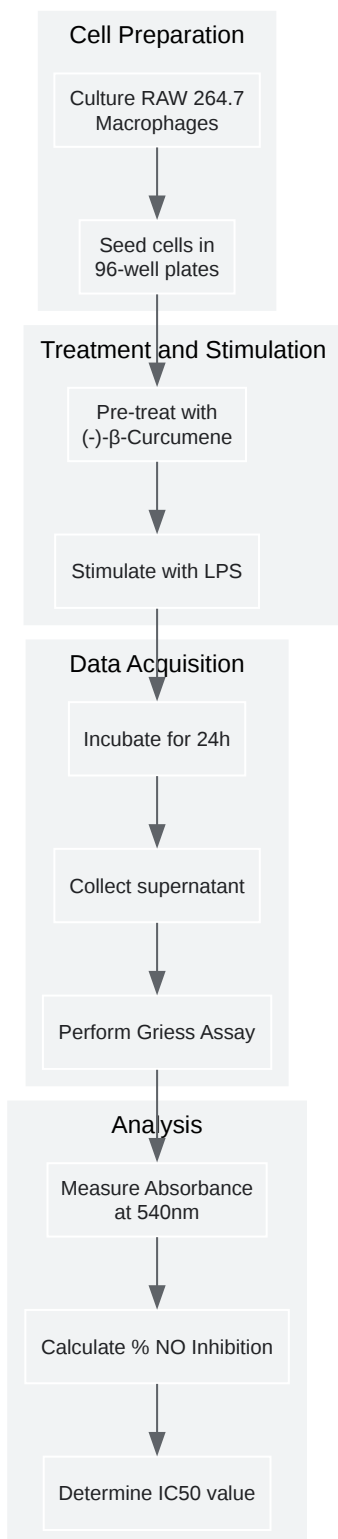 Cell Preparation
Culture RAW 264.7
Macrophages
Seed cells in
96-well plates
Treatment and Stimulation
Pre-treat with
(-)-β-Curcumene
Stimulate with LPS
Data Acquisition
Incubate for 24h
Collect supernatant
Perform Griess Assay
Analysis
Measure Absorbance
at 540nm
Calculate % NO Inhibition
Determine IC50 value